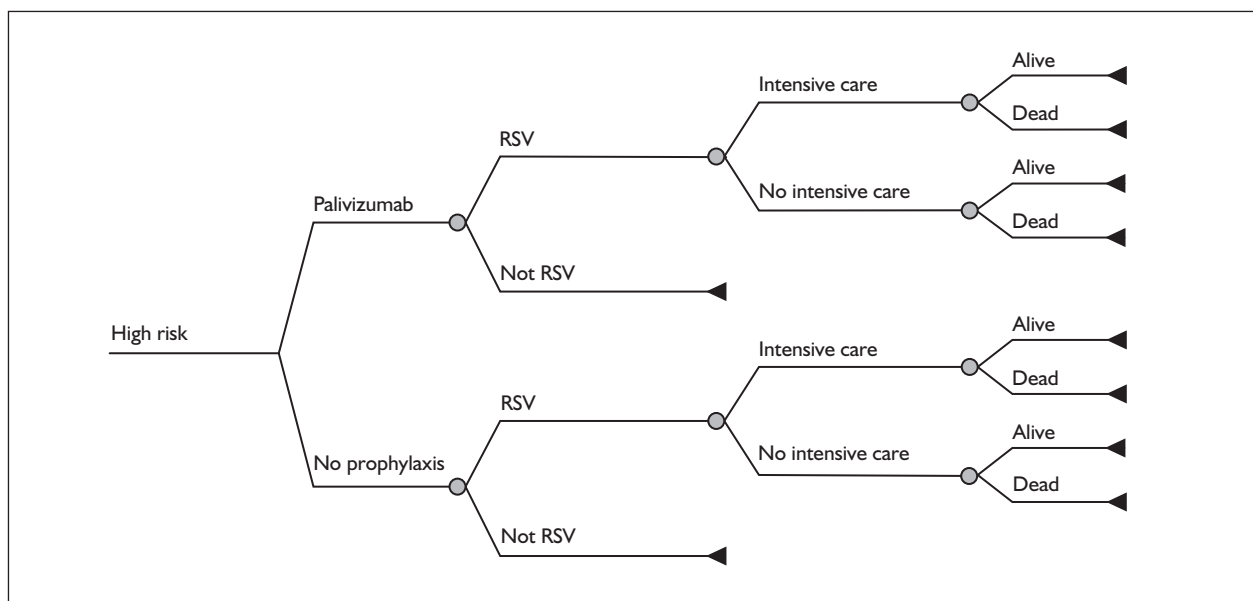 High risk
Palivizumab
RSV
Intensive care
Alive
Dead
No intensive care
Alive
Dead
Not RSV
No prophylaxis
RSV
Intensive care
Alive
Dead
No intensive care
Alive
Dead
Not RSV